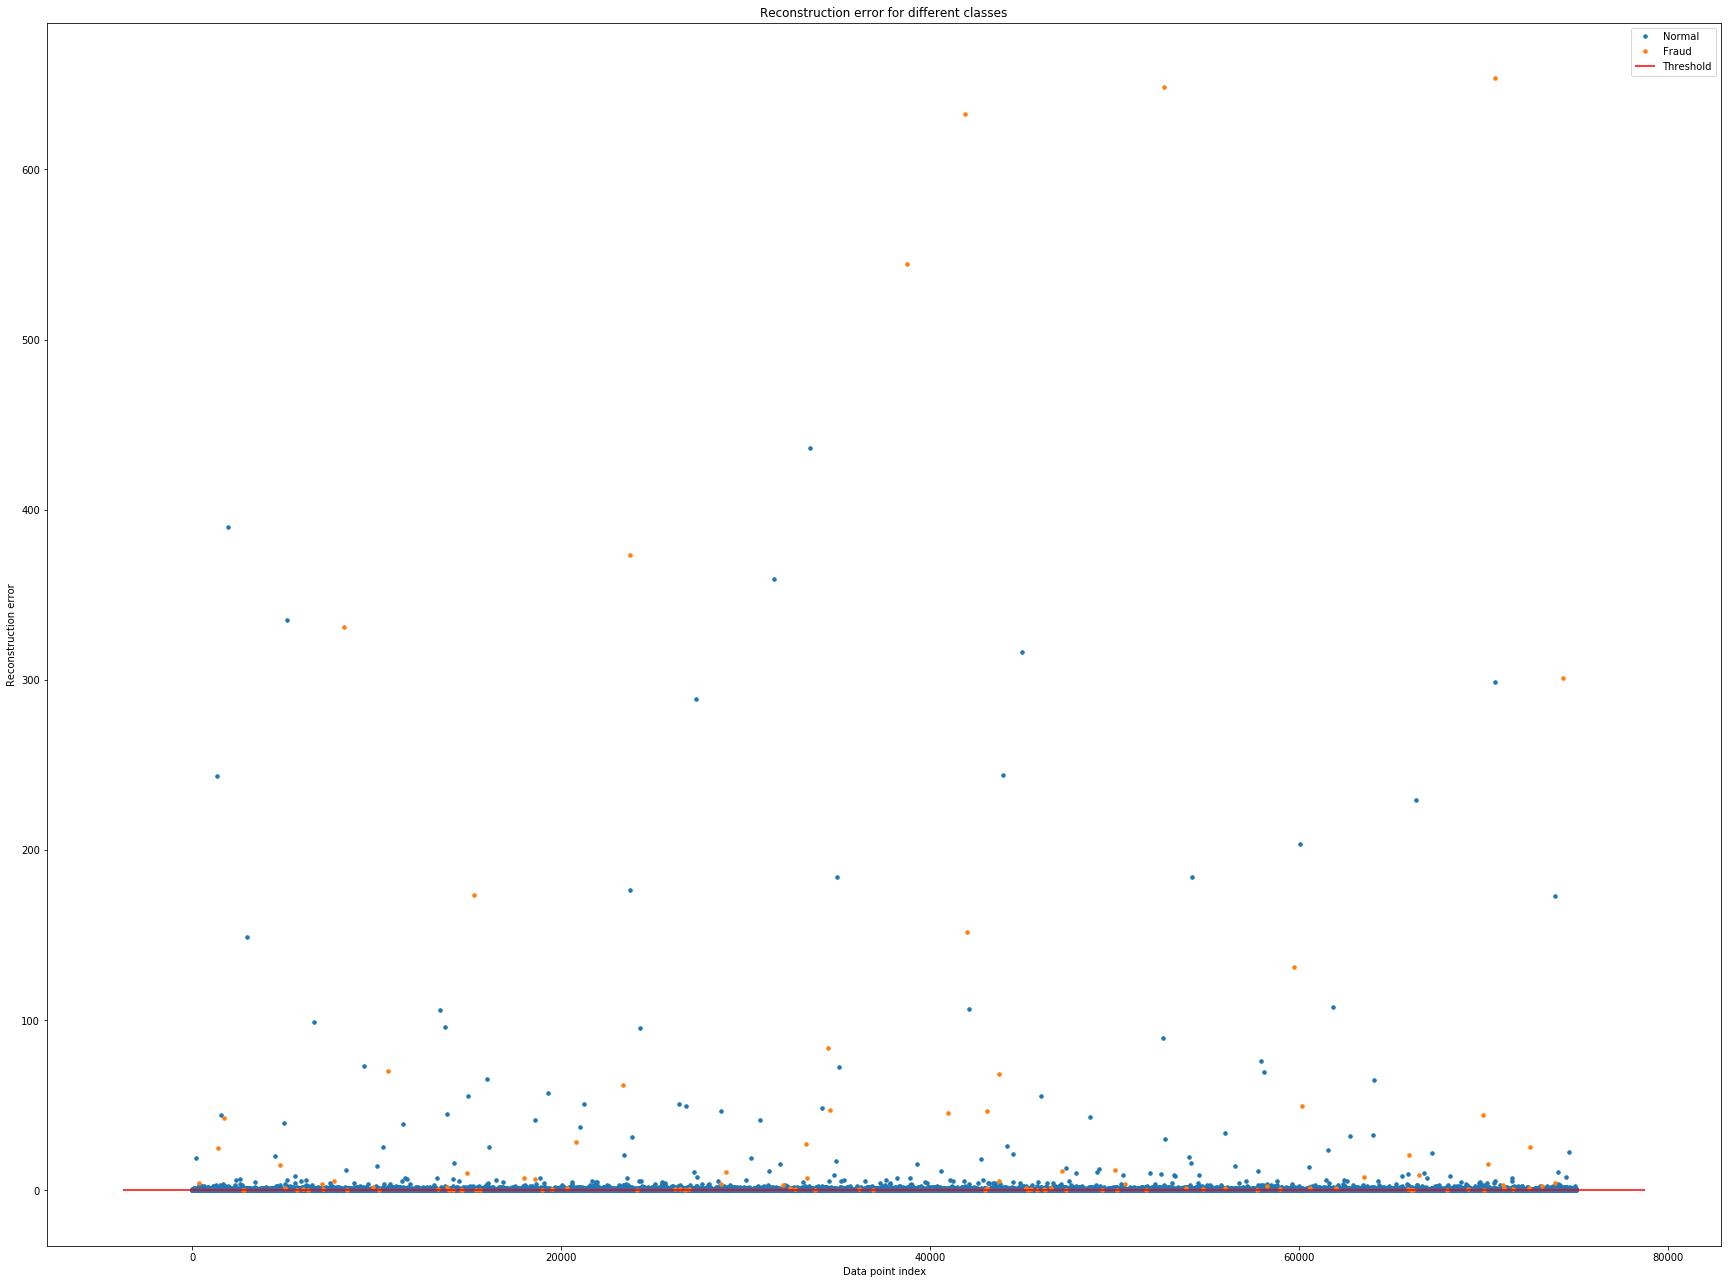 Reconstruction error for different classes
Normal
Fraud
Threshold
600
500
400
300
200
100
0
Reconstruction error
0 20000 40000 60000 80000
Data point index